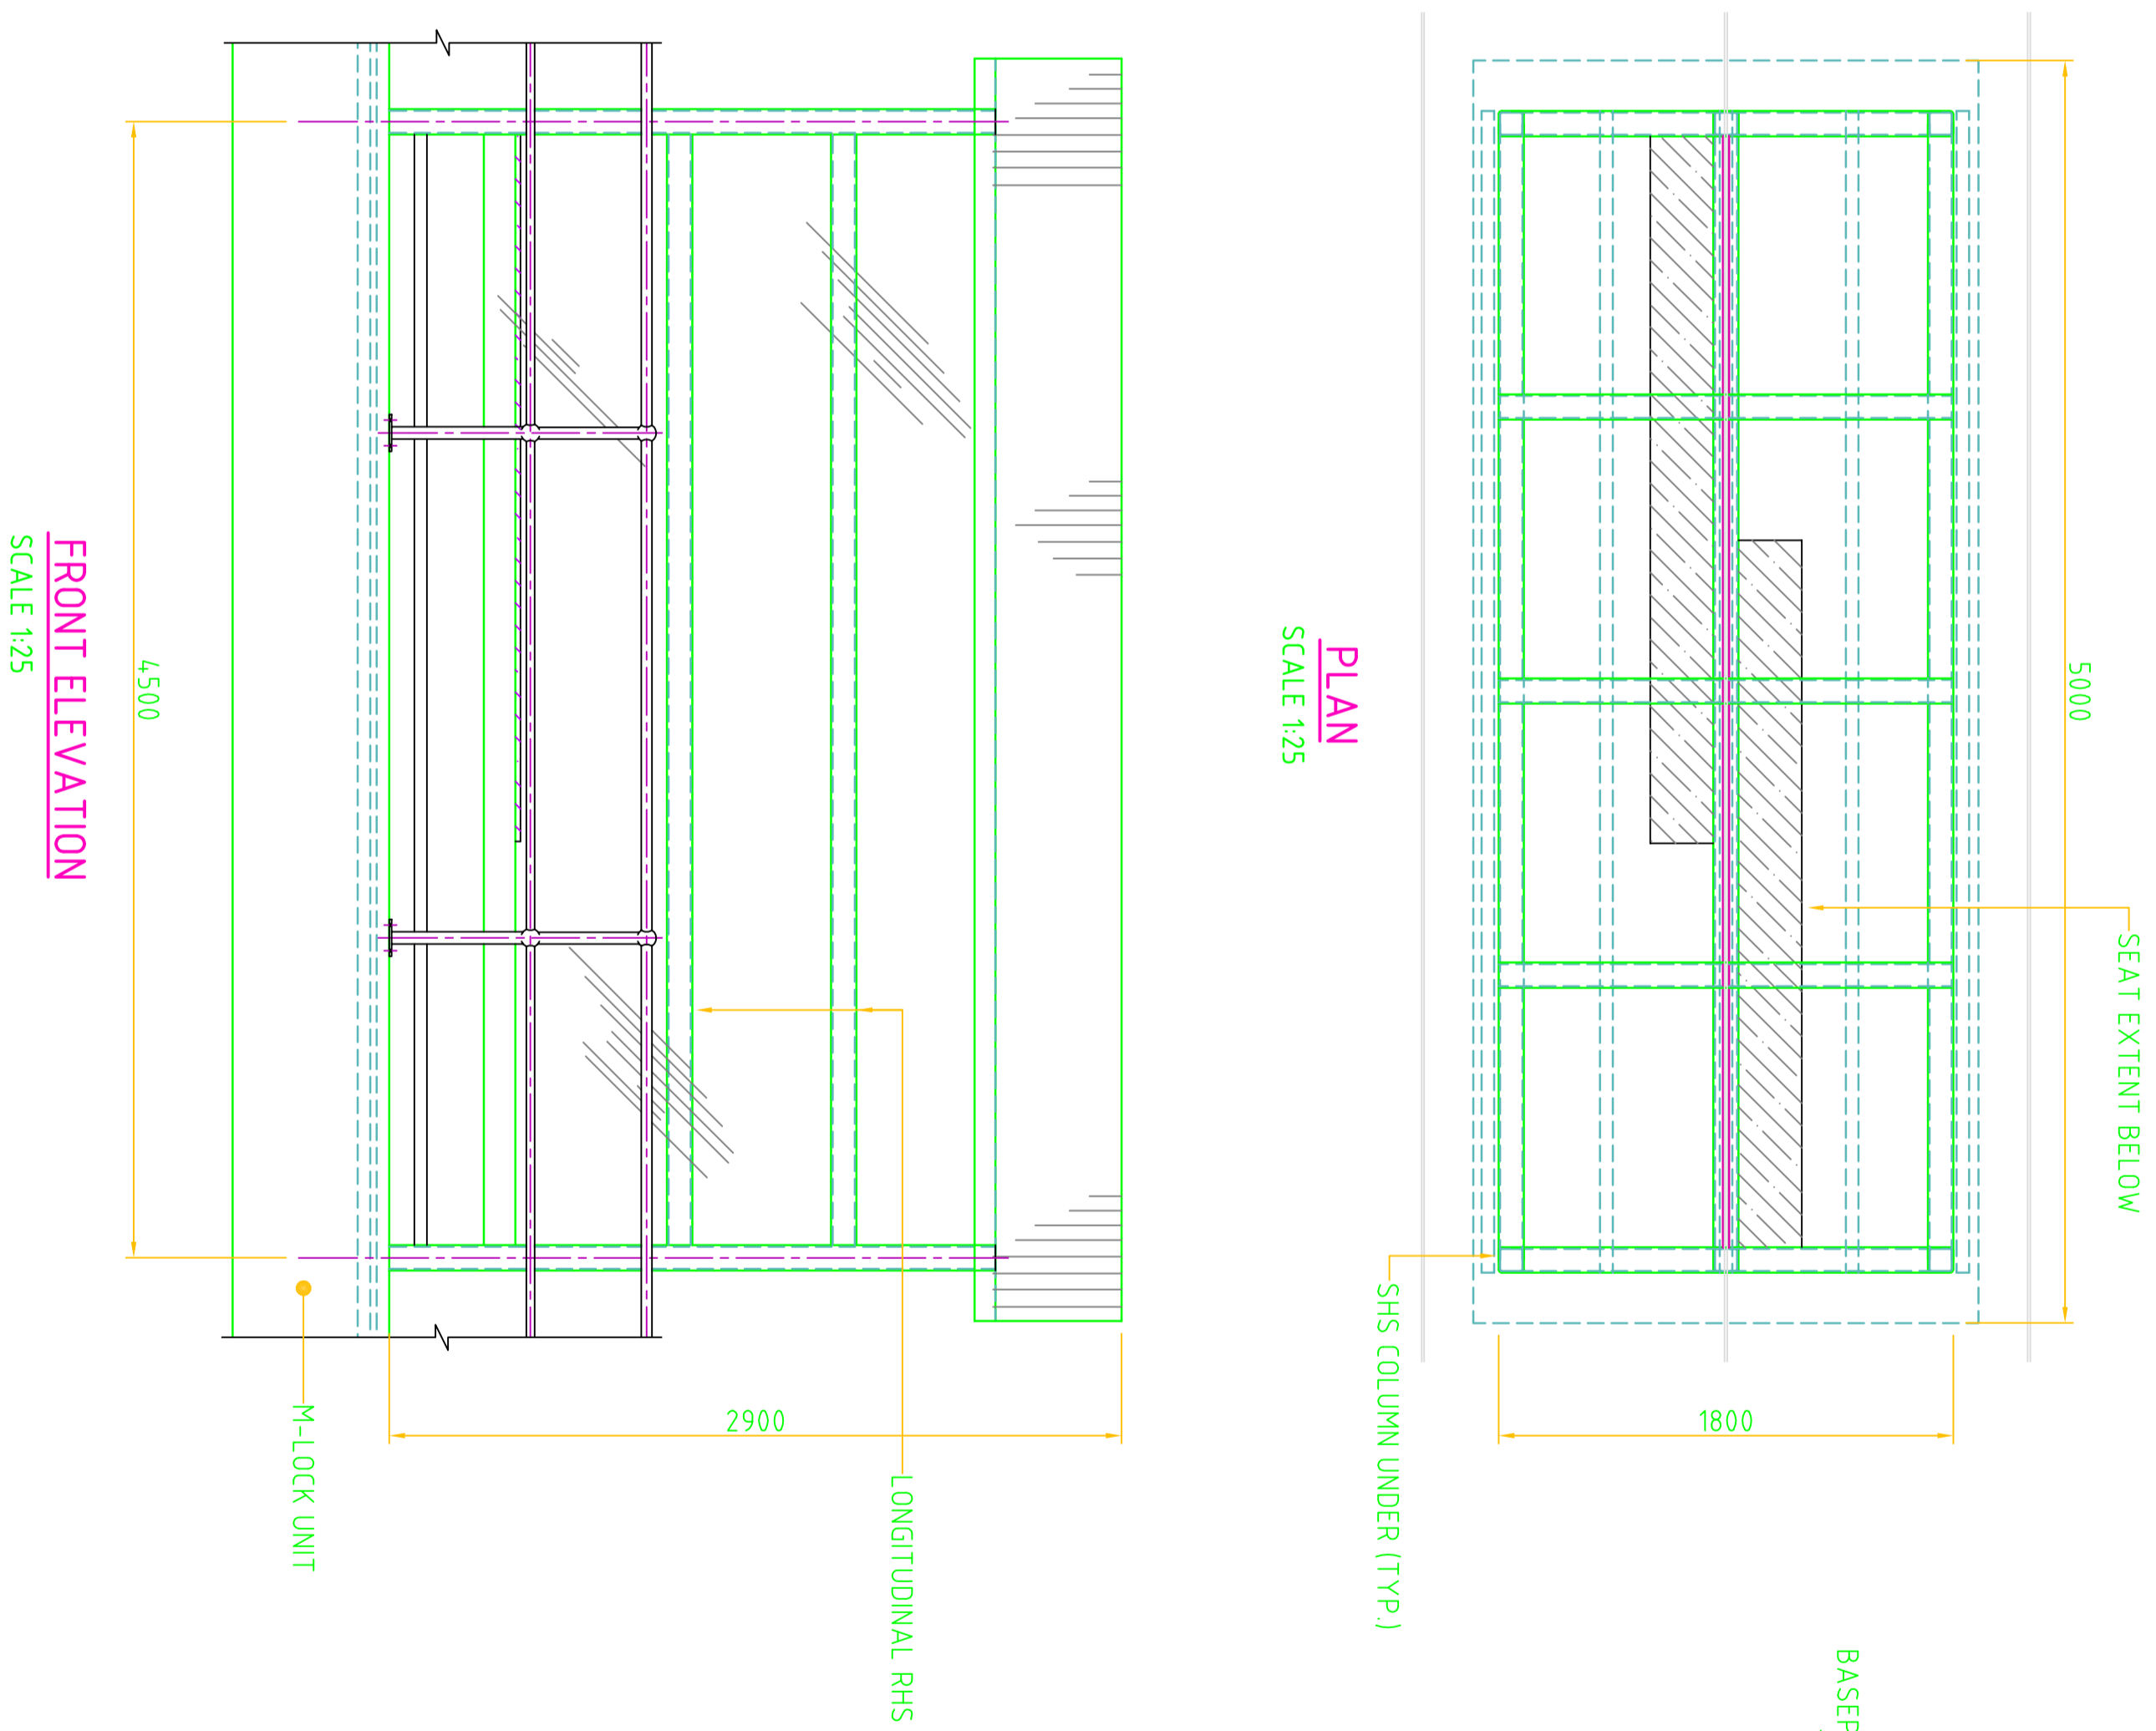 5000
SEAT EXTENT BELOW
1800
SHS COLUMN UNDER (TYP.)
PLAN
SCALE 1:25
LONGITUDINAL RHS
2900
M-LOCK UNIT
4500
FRONT ELEVATION
SCALE 1:25